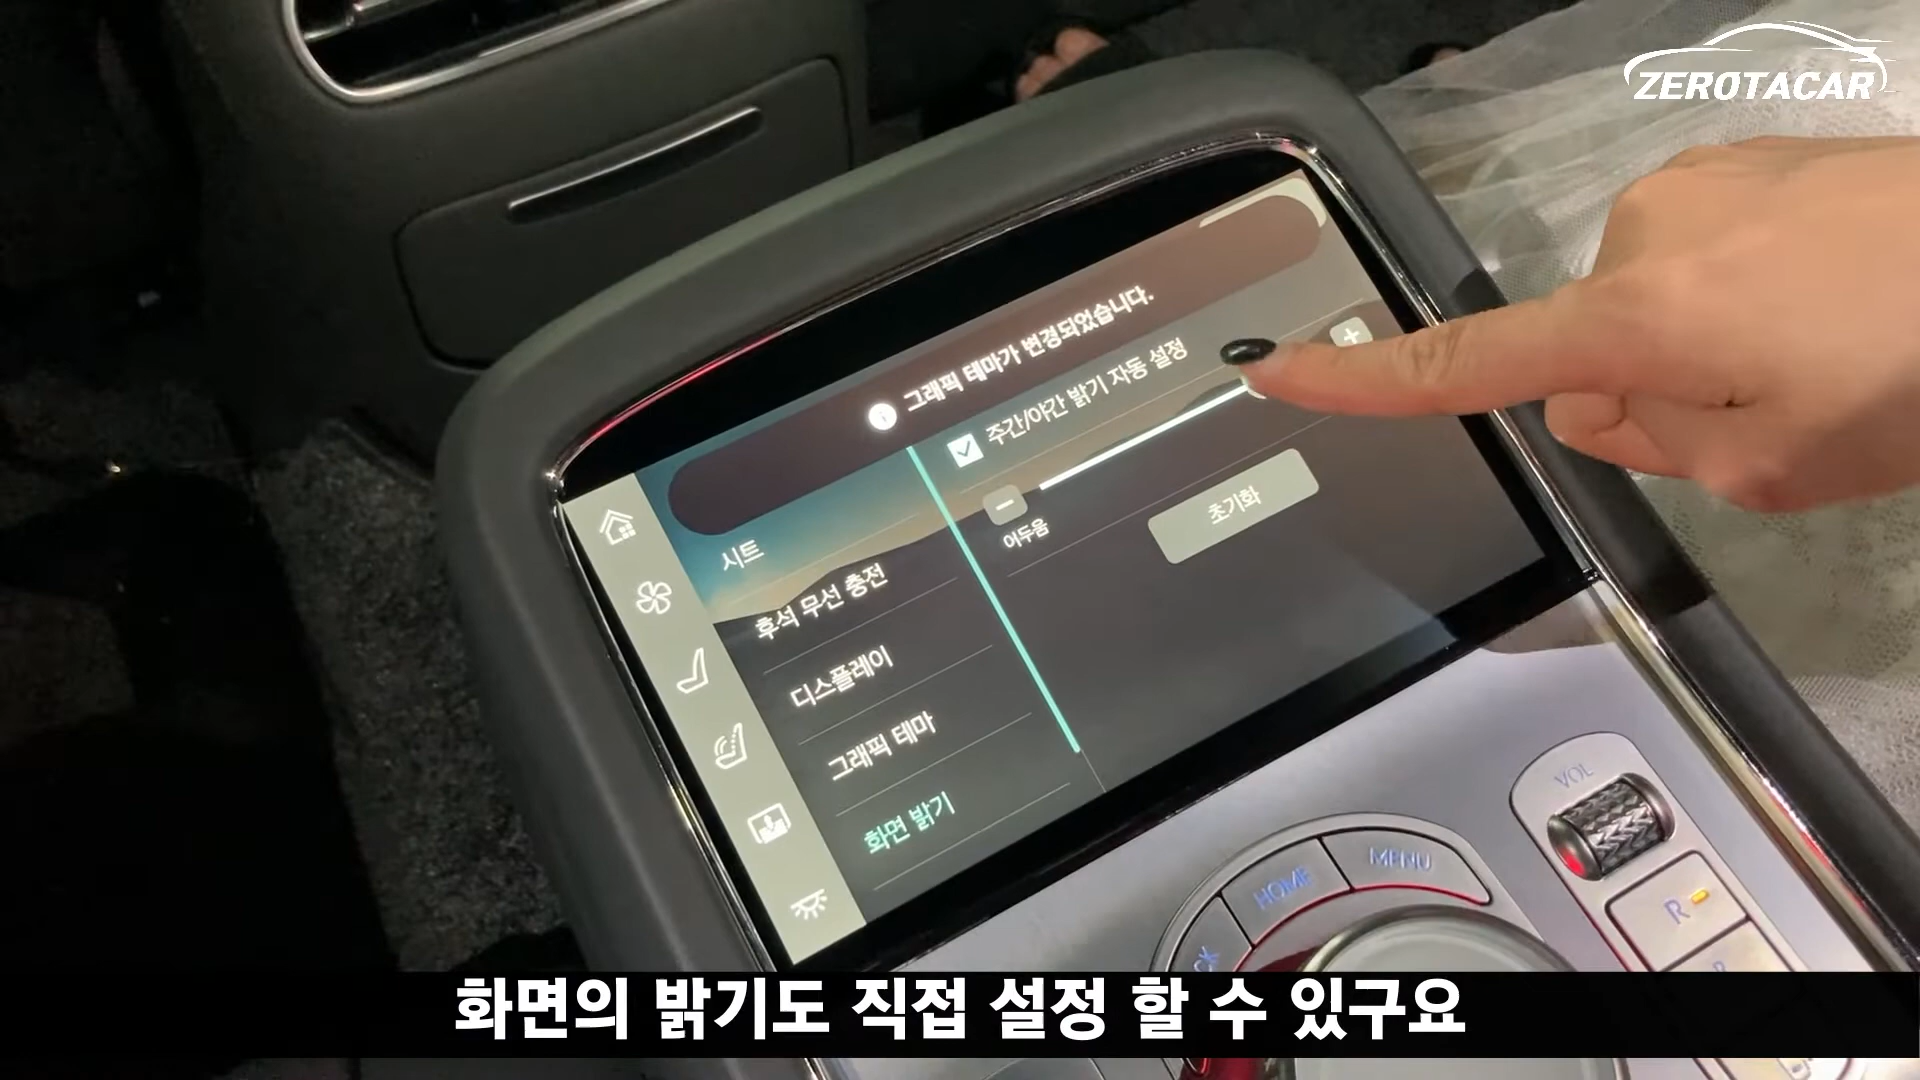 ZEROTACAR
그래픽 테마가 변경되었습니다.
주간/야간 밝기 자동 설정
어두움
초기화
시트
후석 무선 충전
디스플레이
그래픽 테마
화면 밝기
VOL
HOME
MENU
R
화면의 밝기도 직접 설정 할 수 있구요